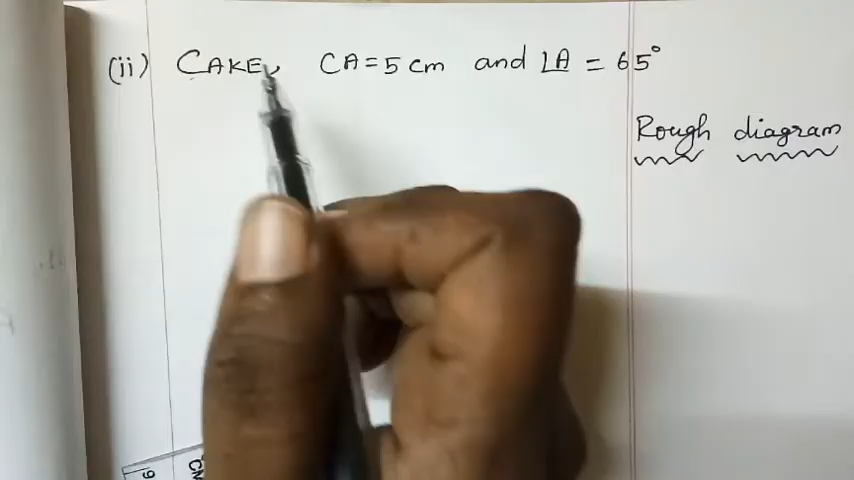 (ii) CAKE, CA = 5 cm and ∠A = 65°
Rough diagram